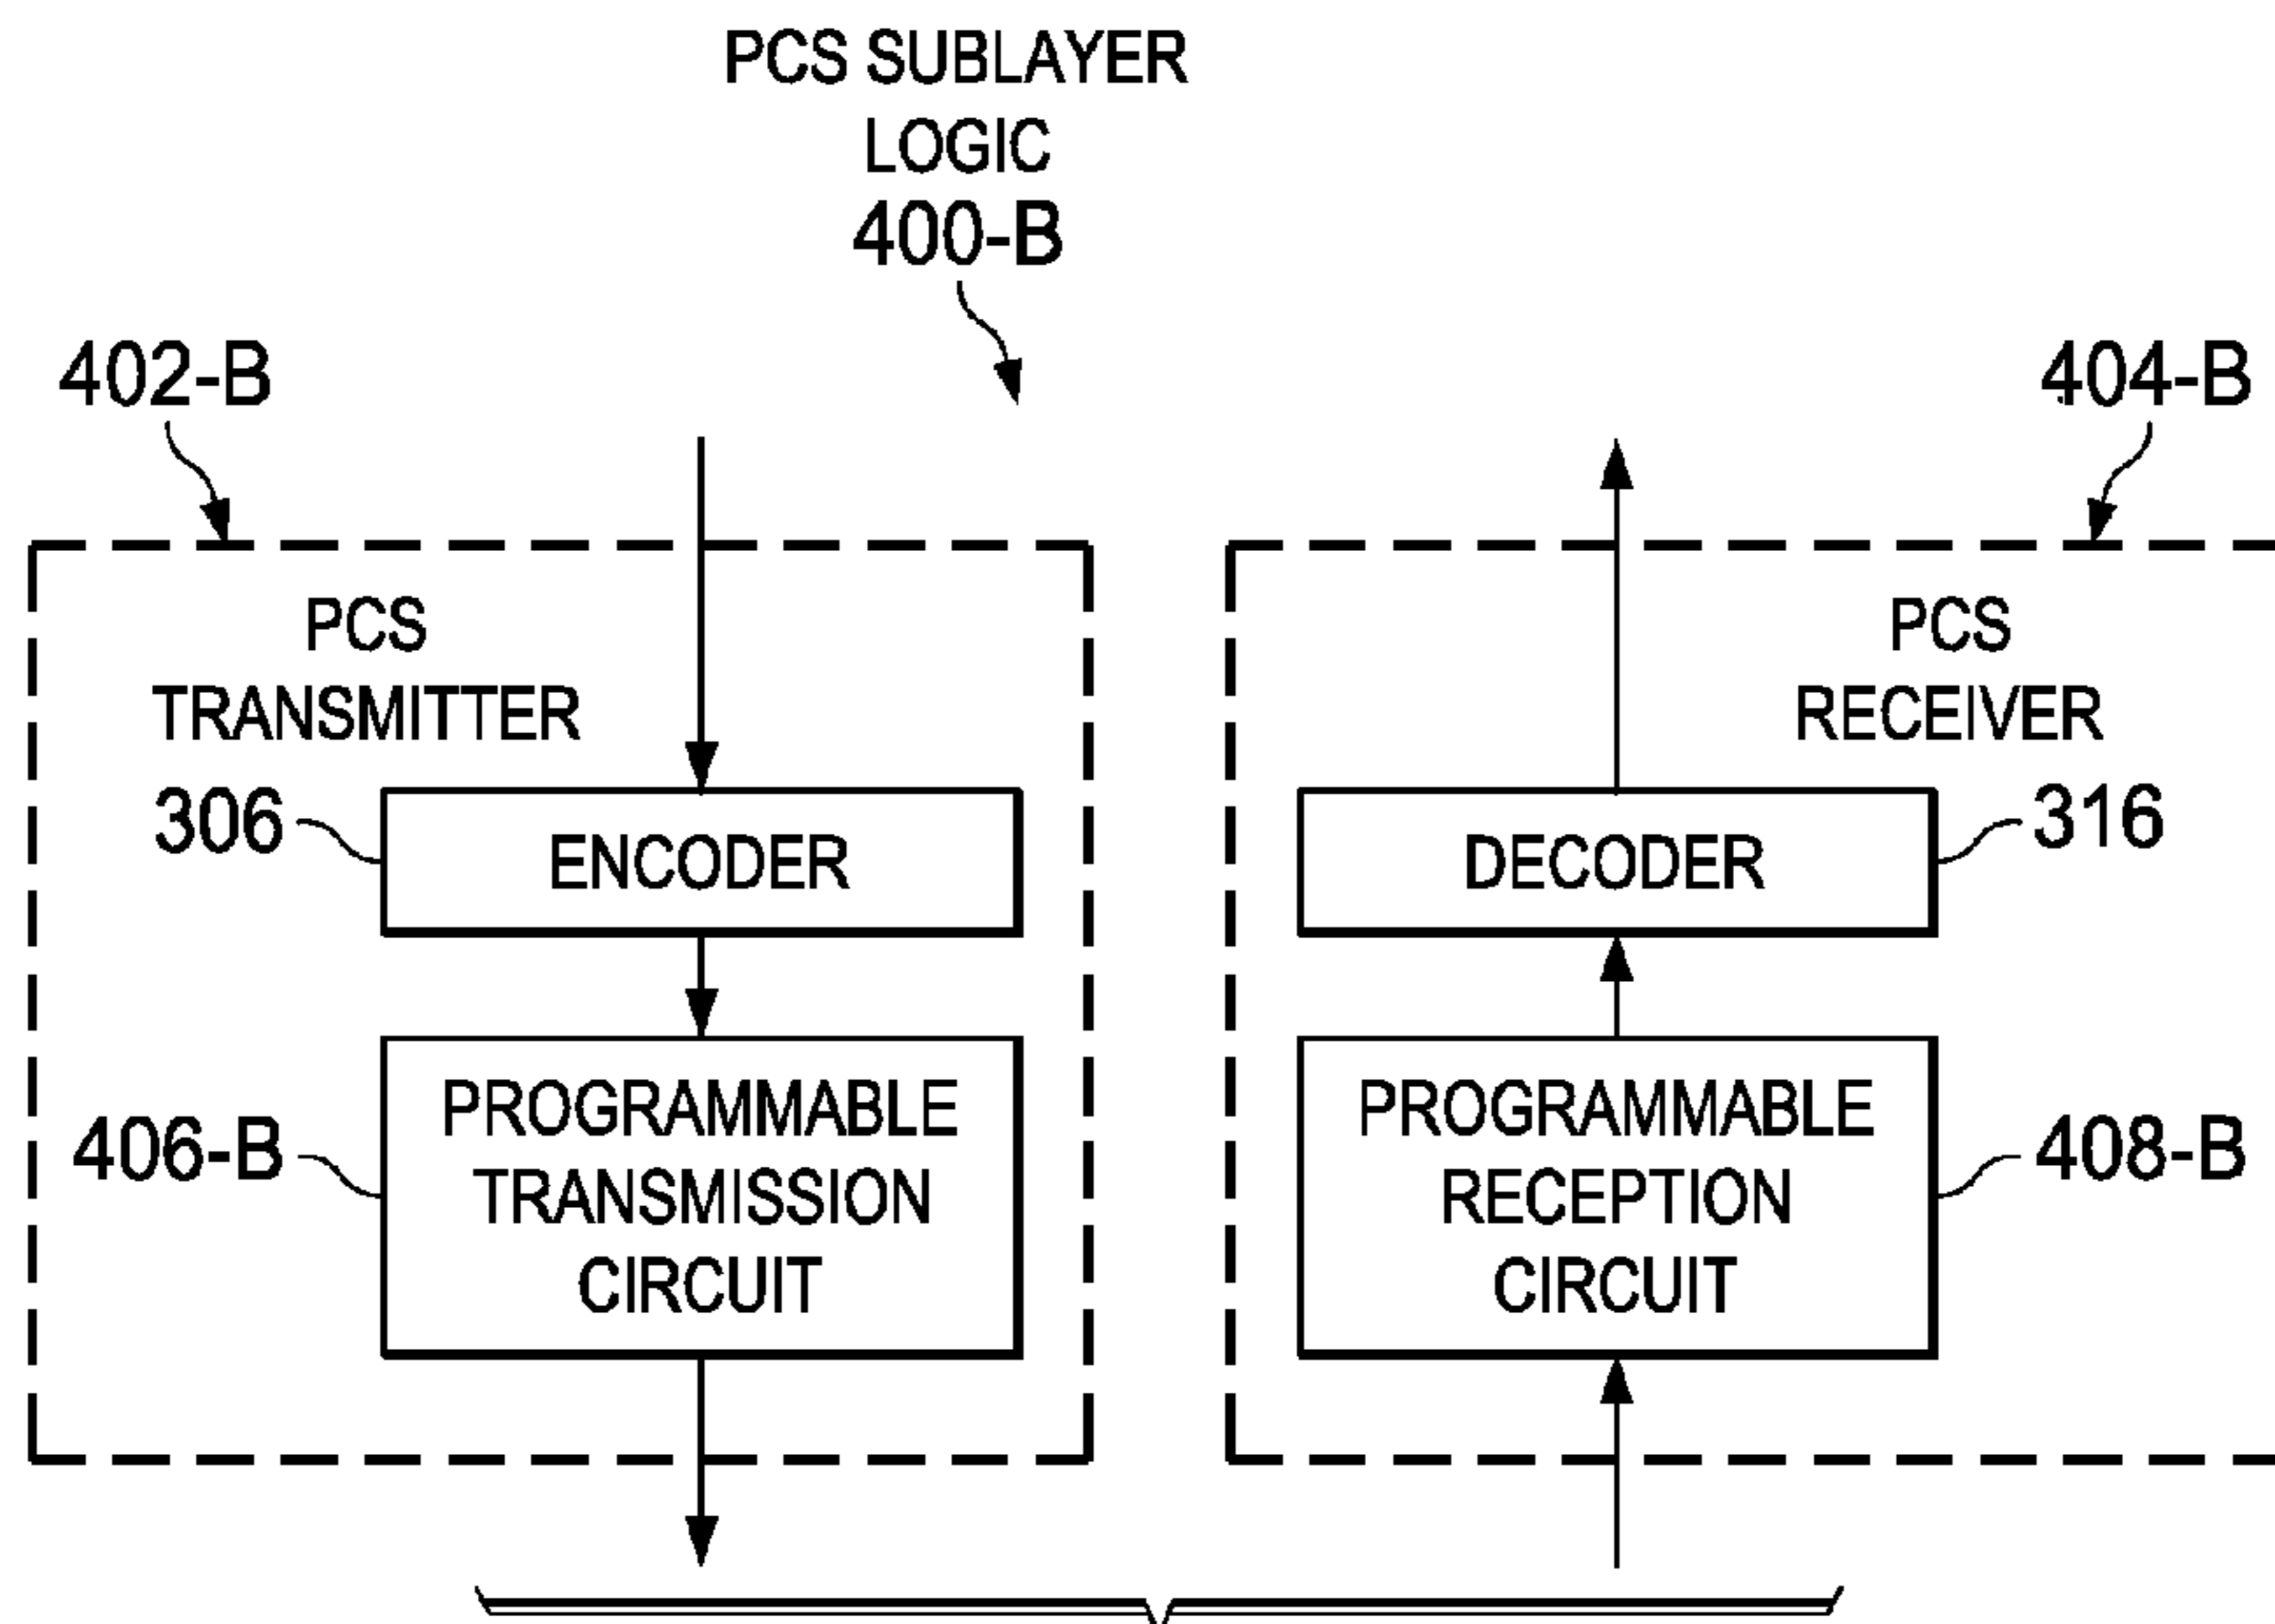 PCS SUBLAYER
LOGIC
400-B
402-B
404-B
PCS
TRANSMITTER
306
ENCODER
406-B
PROGRAMMABLE
TRANSMISSION
CIRCUIT
PCS
RECEIVER
DECODER
316
PROGRAMMABLE
RECEPTION
CIRCUIT
408-B